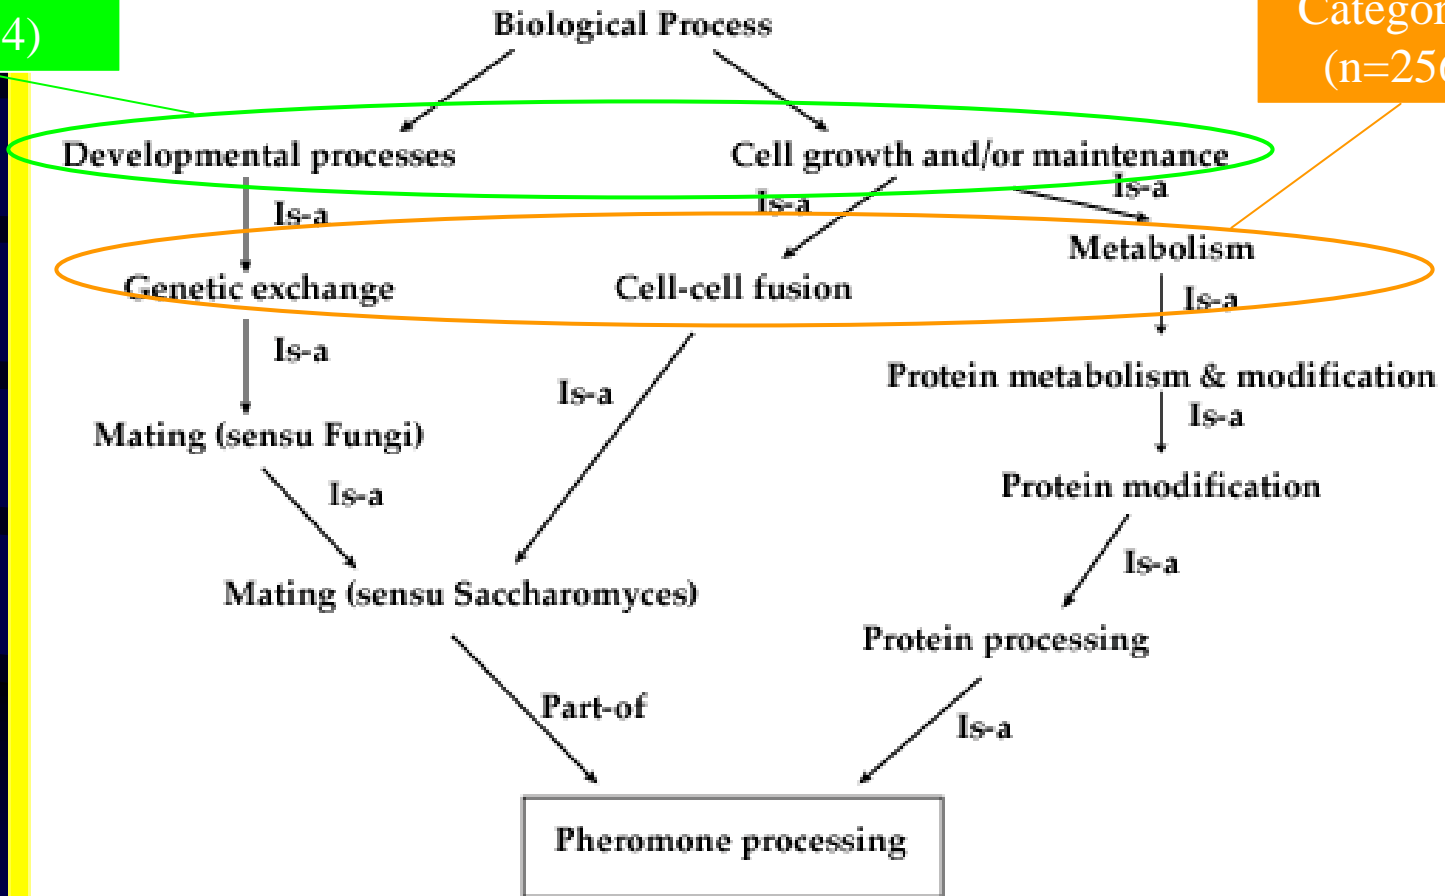 4)
Biological Process
Categor
(n=256
Developmental processes
Cell growth and/or maintenance
Is-a
Is-a
Is-a
Metabolism
Genetic exchange
Cell-cell fusion
Is-a
Is-a
Is-a
Protein metabolism & modification
Is-a
Mating (sensu Fungi)
Is-a
Protein modification
Is-a
Mating (sensu Saccharomyces)
Protein processing
Part-of
Is-a
Pheromone processing